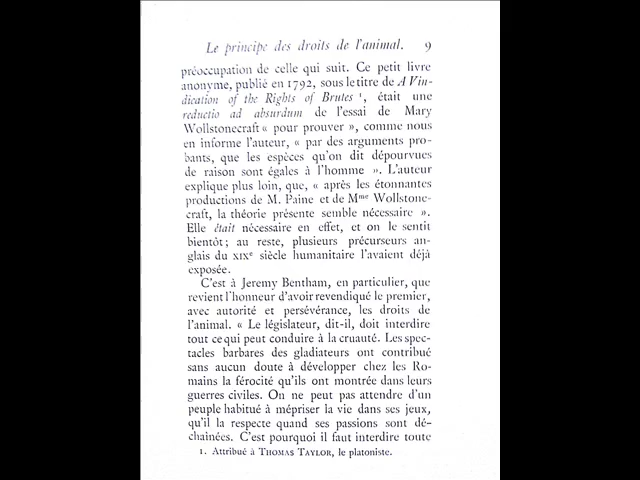 Le principe des droits de l'animal. 9
préoccupation de celle qui suit. Ce petit livre
anonyme, publié en 1792, sous le titre de A Vin-
dication of the Rights of Brutes ¹, était une
reductio ad absurdum de l'essai de Mary
Wollstonecraft « pour prouver », comme nous
en informe l'auteur, « par des arguments pro-
bants, que les espèces qu'on dit dépourvues
de raison sont égales à l'homme ». L'auteur
explique plus loin, que, « après les étonnantes
productions de M. Paine et de Mme Wollstone-
craft, la théorie présente semble nécessaire ».
Elle était nécessaire en effet, et on le sentit
bientôt; au reste, plusieurs précurseurs an-
glais du XIXe siècle humanitaire l'avaient déjà
exposée.
C'est à Jeremy Bentham, en particulier, que
revient l'honneur d'avoir revendiqué le premier,
avec autorité et persévérance, les droits de
l'animal. « Le législateur, dit-il, doit interdire
tout ce qui peut conduire à la cruauté. Les spec-
tacles barbares des gladiateurs ont contribué
sans aucun doute à développer chez les Ro-
mains la férocité qu'ils ont montrée dans leurs
guerres civiles. On ne peut pas attendre d'un
peuple habitué à mépriser la vie dans ses jeux,
qu'il la respecte quand ses passions sont dé-
chaînées. C'est pourquoi il faut interdire toute
1. Attribué à THOMAS TAYLOR, le platoniste.